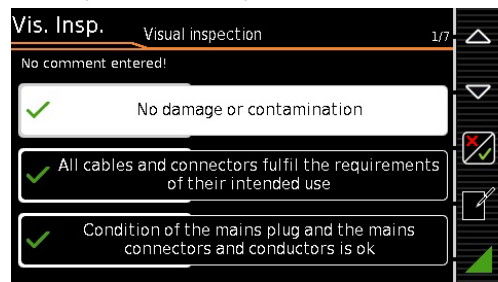 Vis. Insp.
Visual inspection
1/7
No comment entered!
No damage or contamination
All cables and connectors fulfil the requirements
of their intended use
Condition of the mains plug and the mains
connectors and conductors is ok